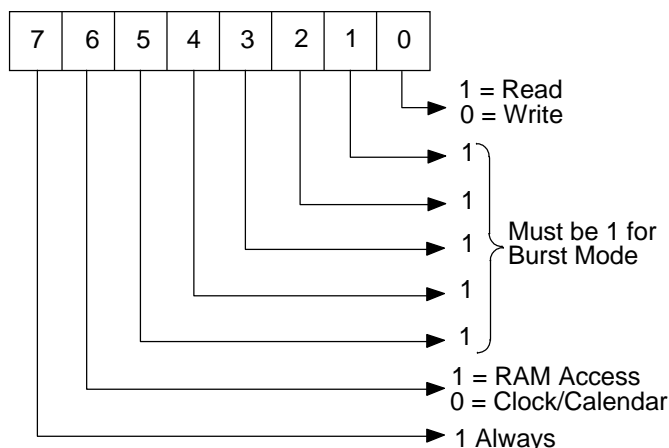 7 6 5 4 3 2 1 0
1 = Read
0 = Write
1
1
Must be 1 for
Burst Mode
1
1
1
1 = RAM Access
0 = Clock/Calendar
1 Always